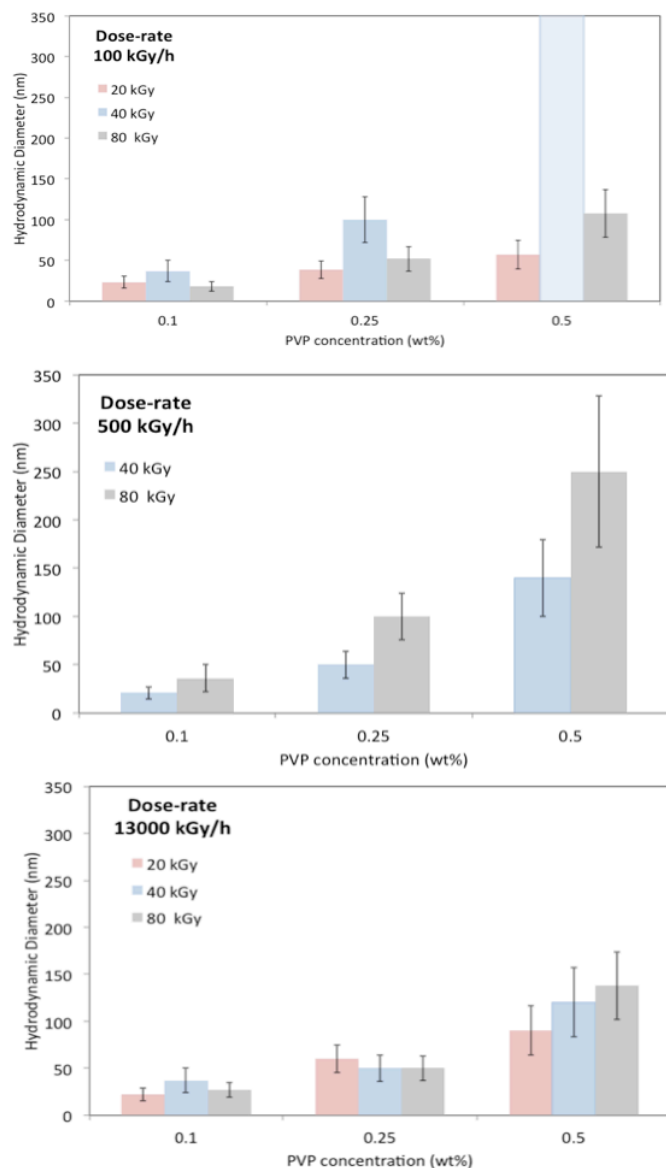 350
300
250
200
150
100
50
0
Hydrodynamic Diameter (nm)
Dose-rate
100 kGy/h
20 kGy
40 kGy
80 kGy
0.1
0.25
0.5
PVP concentration (wt%)
350
300
250
200
150
100
50
0
Hydrodynamic Diameter (nm)
Dose-rate
500 kGy/h
40 kGy
80 kGy
0.1
0.25
0.5
PVP concentration (wt%)
350
300
250
200
150
100
50
0
Hydrodynamic Diameter (nm)
Dose-rate
13000 kGy/h
20 kGy
40 kGy
80 kGy
0.1
0.25
0.5
PVP concentration (wt%)